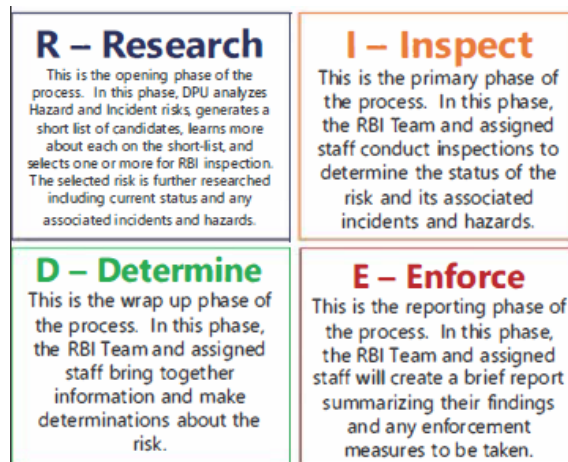 R – Research
This is the opening phase of the
process.  In this phase, DPU analyzes
Hazard and Incident risks, generates a
short list of candidates, learns more
about each on the short-list, and
selects one or more for RBI inspection.
The selected risk is further researched
including current status and any
associated incidents and hazards.
I – Inspect
This is the primary phase of
the process.  In this phase,
the RBI Team and assigned
staff conduct inspections to
determine the status of the
risk and its associated
incidents and hazards.
D – Determine
This is the wrap up phase of
the process.  In this phase,
the RBI Team and assigned
staff bring together
information and make
determinations about the
risk.
E – Enforce
This is the reporting phase of
the process.  In this phase,
the RBI Team and assigned
staff will create a brief report
summarizing their findings
and any enforcement
measures to be taken.